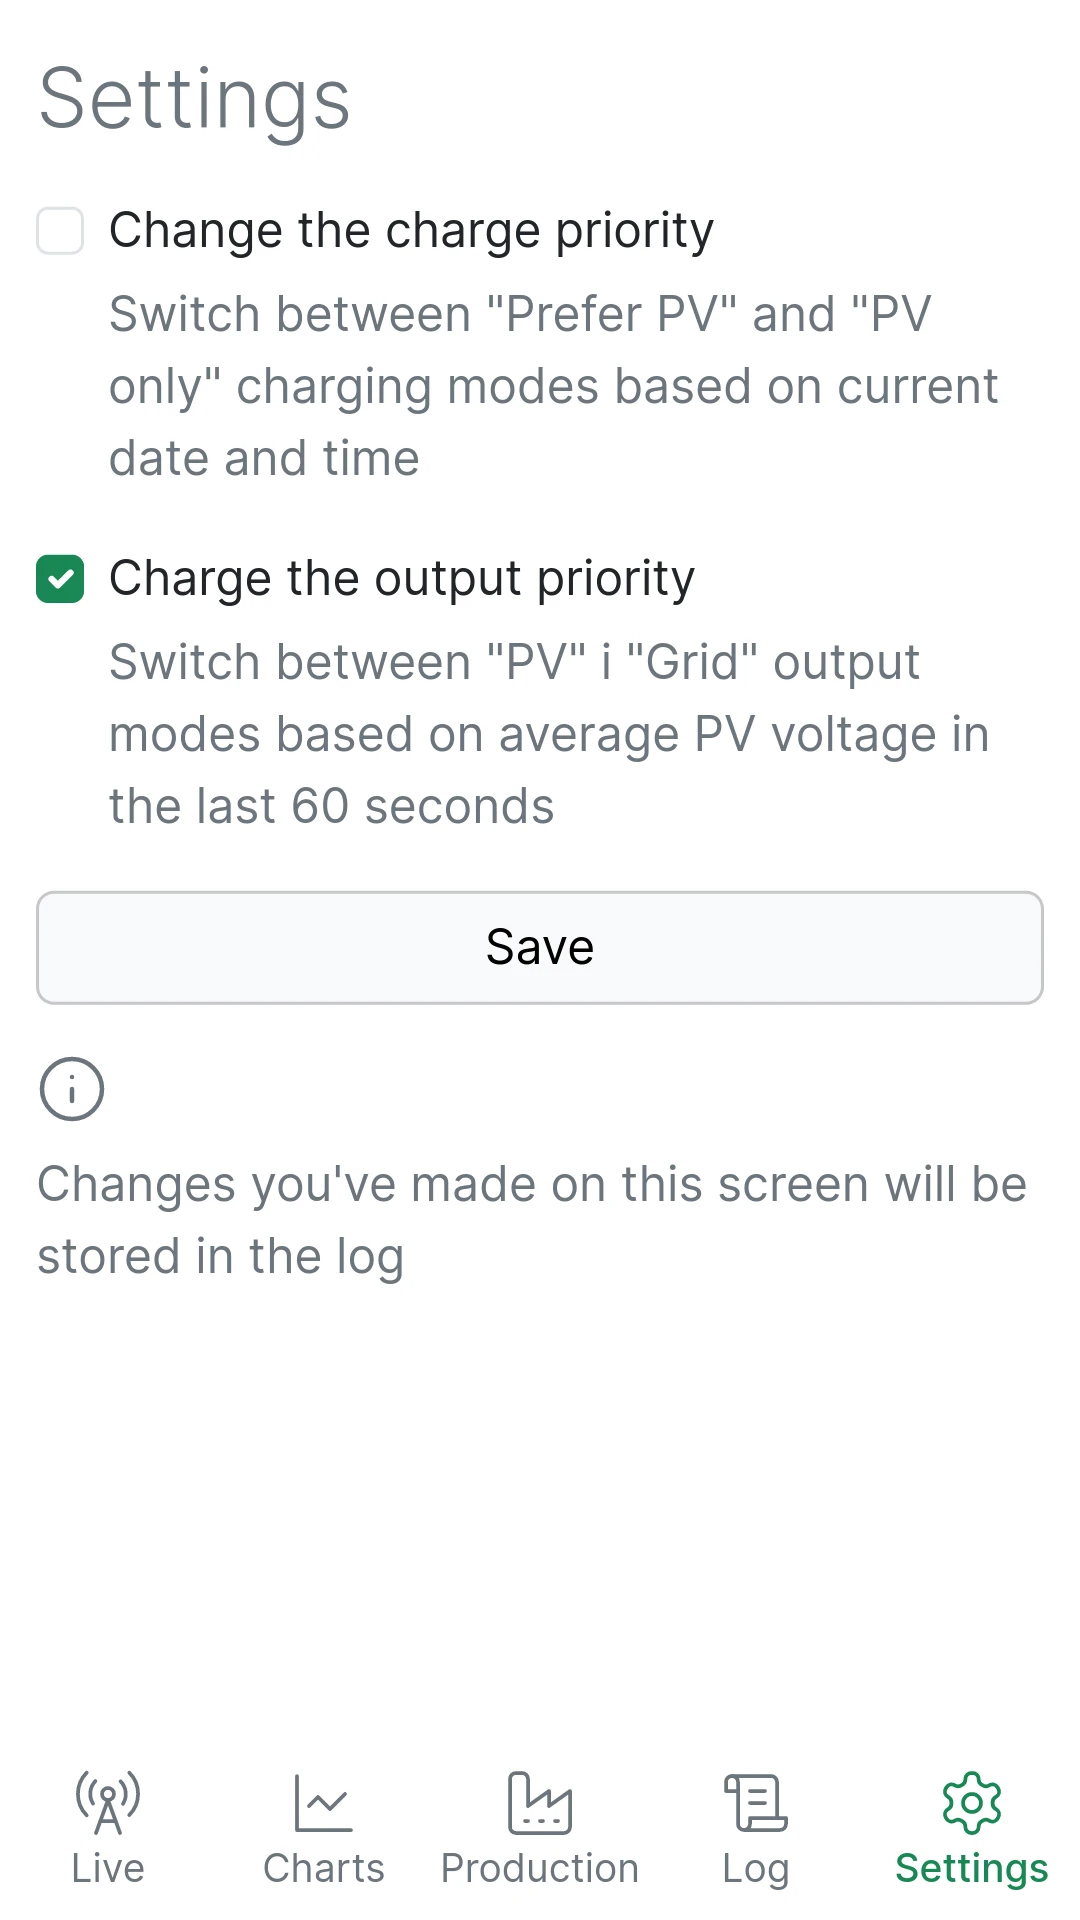 Settings
Change the charge priority
Switch between "Prefer PV" and "PV
only" charging modes based on current
date and time
Charge the output priority
Switch between "PV" i "Grid" output
modes based on average PV voltage in
the last 60 seconds
Save
Changes you've made on this screen will be
stored in the log
Live
Charts
Production
Log
Settings